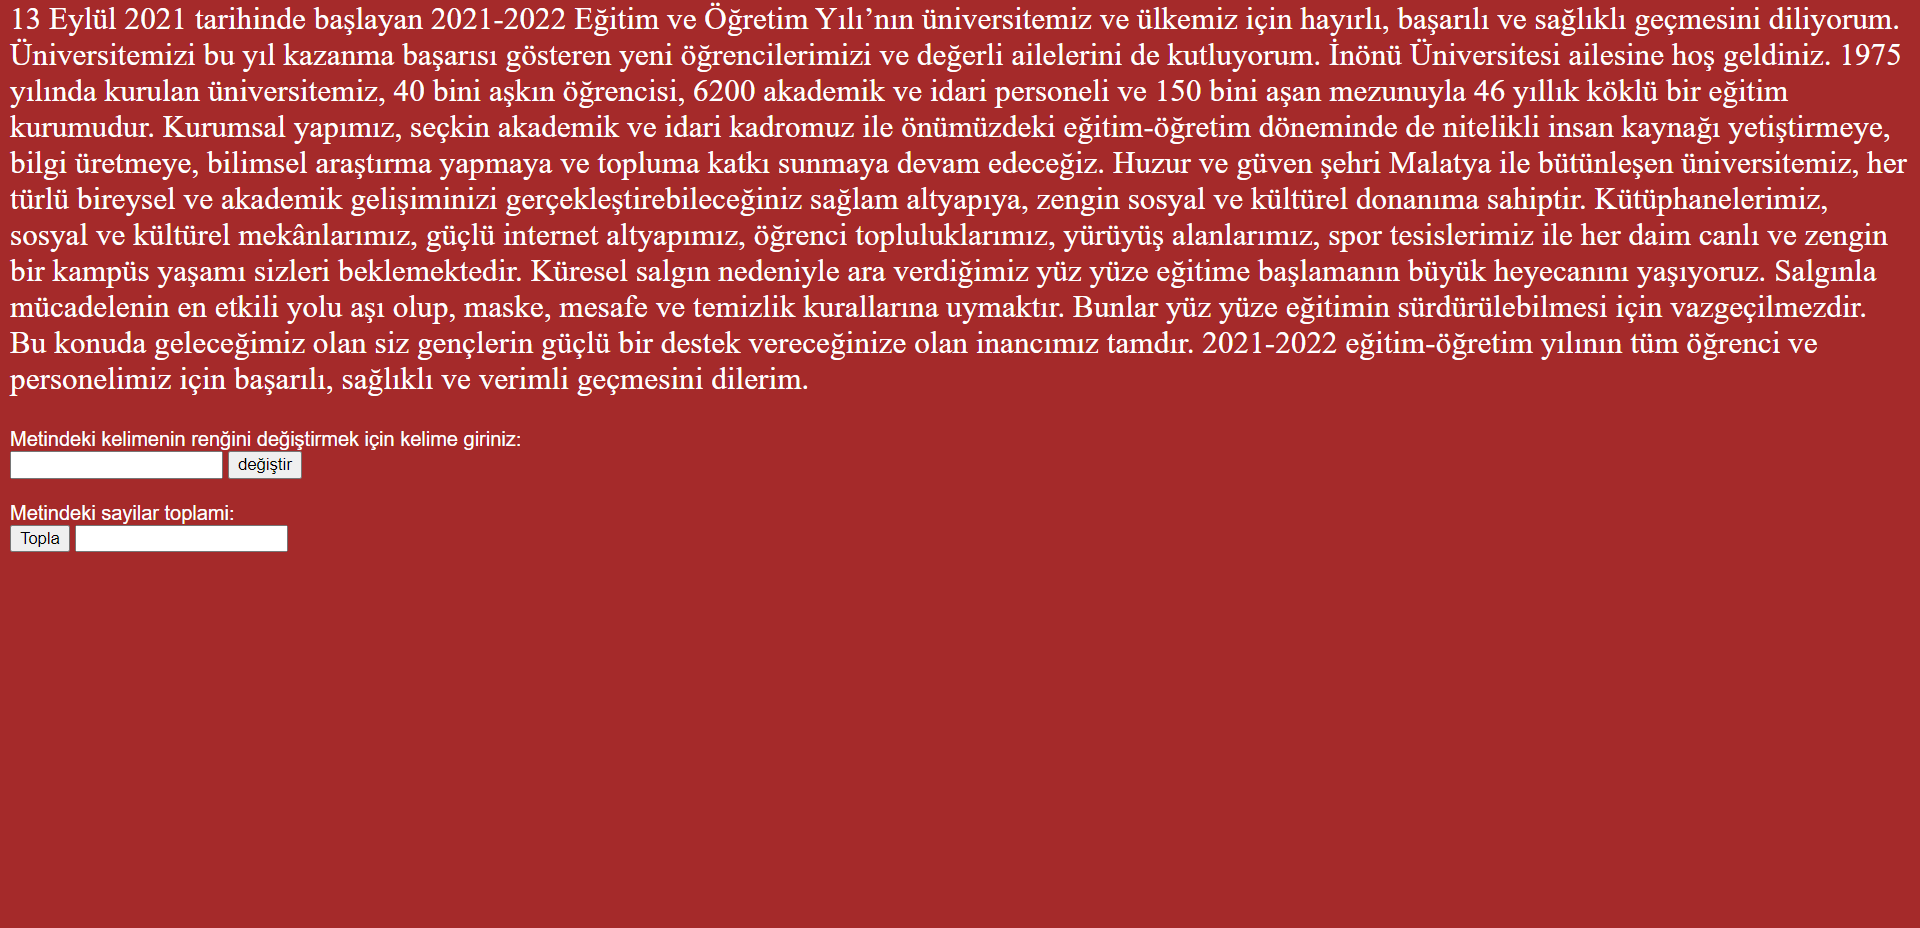 13 Eylül 2021 tarihinde başlayan 2021-2022 Eğitim ve Öğretim Yılı’nın üniversitemiz ve ülkemiz için hayırlı, başarılı ve sağlıklı geçmesini diliyorum.
Üniversitemizi bu yıl kazanma başarısı gösteren yeni öğrencilerimizi ve değerli ailelerini de kutluyorum. İnönü Üniversitesi ailesine hoş geldiniz. 1975
yılında kurulan üniversitemiz, 40 bini aşkın öğrencisi, 6200 akademik ve idari personeli ve 150 bini aşan mezunuyla 46 yıllık köklü bir eğitim
kurumudur. Kurumsal yapımız, seçkin akademik ve idari kadromuz ile önümüzdeki eğitim-öğretim döneminde de nitelikli insan kaynağı yetiştirmeye,
bilgi üretmeye, bilimsel araştırma yapmaya ve topluma katkı sunmaya devam edeceğiz. Huzur ve güven şehri Malatya ile bütünleşen üniversitemiz, her
türlü bireysel ve akademik gelişiminizi gerçekleştirebileceğiniz sağlam altyapıya, zengin sosyal ve kültürel donanıma sahiptir. Kütüphanelerimiz,
sosyal ve kültürel mekânlarımız, güçlü internet altyapımız, öğrenci topluluklarımız, yürüyüş alanlarımız, spor tesislerimiz ile her daim canlı ve zengin
bir kampüs yaşamı sizleri beklemektedir. Küresel salgın nedeniyle ara verdiğimiz yüz yüze eğitime başlamanın büyük heyecanını yaşıyoruz. Salgınla
mücadelenin en etkili yolu aşı olup, maske, mesafe ve temizlik kurallarına uymaktır. Bunlar yüz yüze eğitimin sürdürülebilmesi için vazgeçilmezdir.
Bu konuda geleceğimiz olan siz gençlerin güçlü bir destek vereceğinize olan inancımız tamdır. 2021-2022 eğitim-öğretim yılının tüm öğrenci ve
personelimiz için başarılı, sağlıklı ve verimli geçmesini dilerim.
Metindeki kelimenin renğini değiştirmek için kelime giriniz:
değiştir
Metindeki sayilar toplami:
Topla